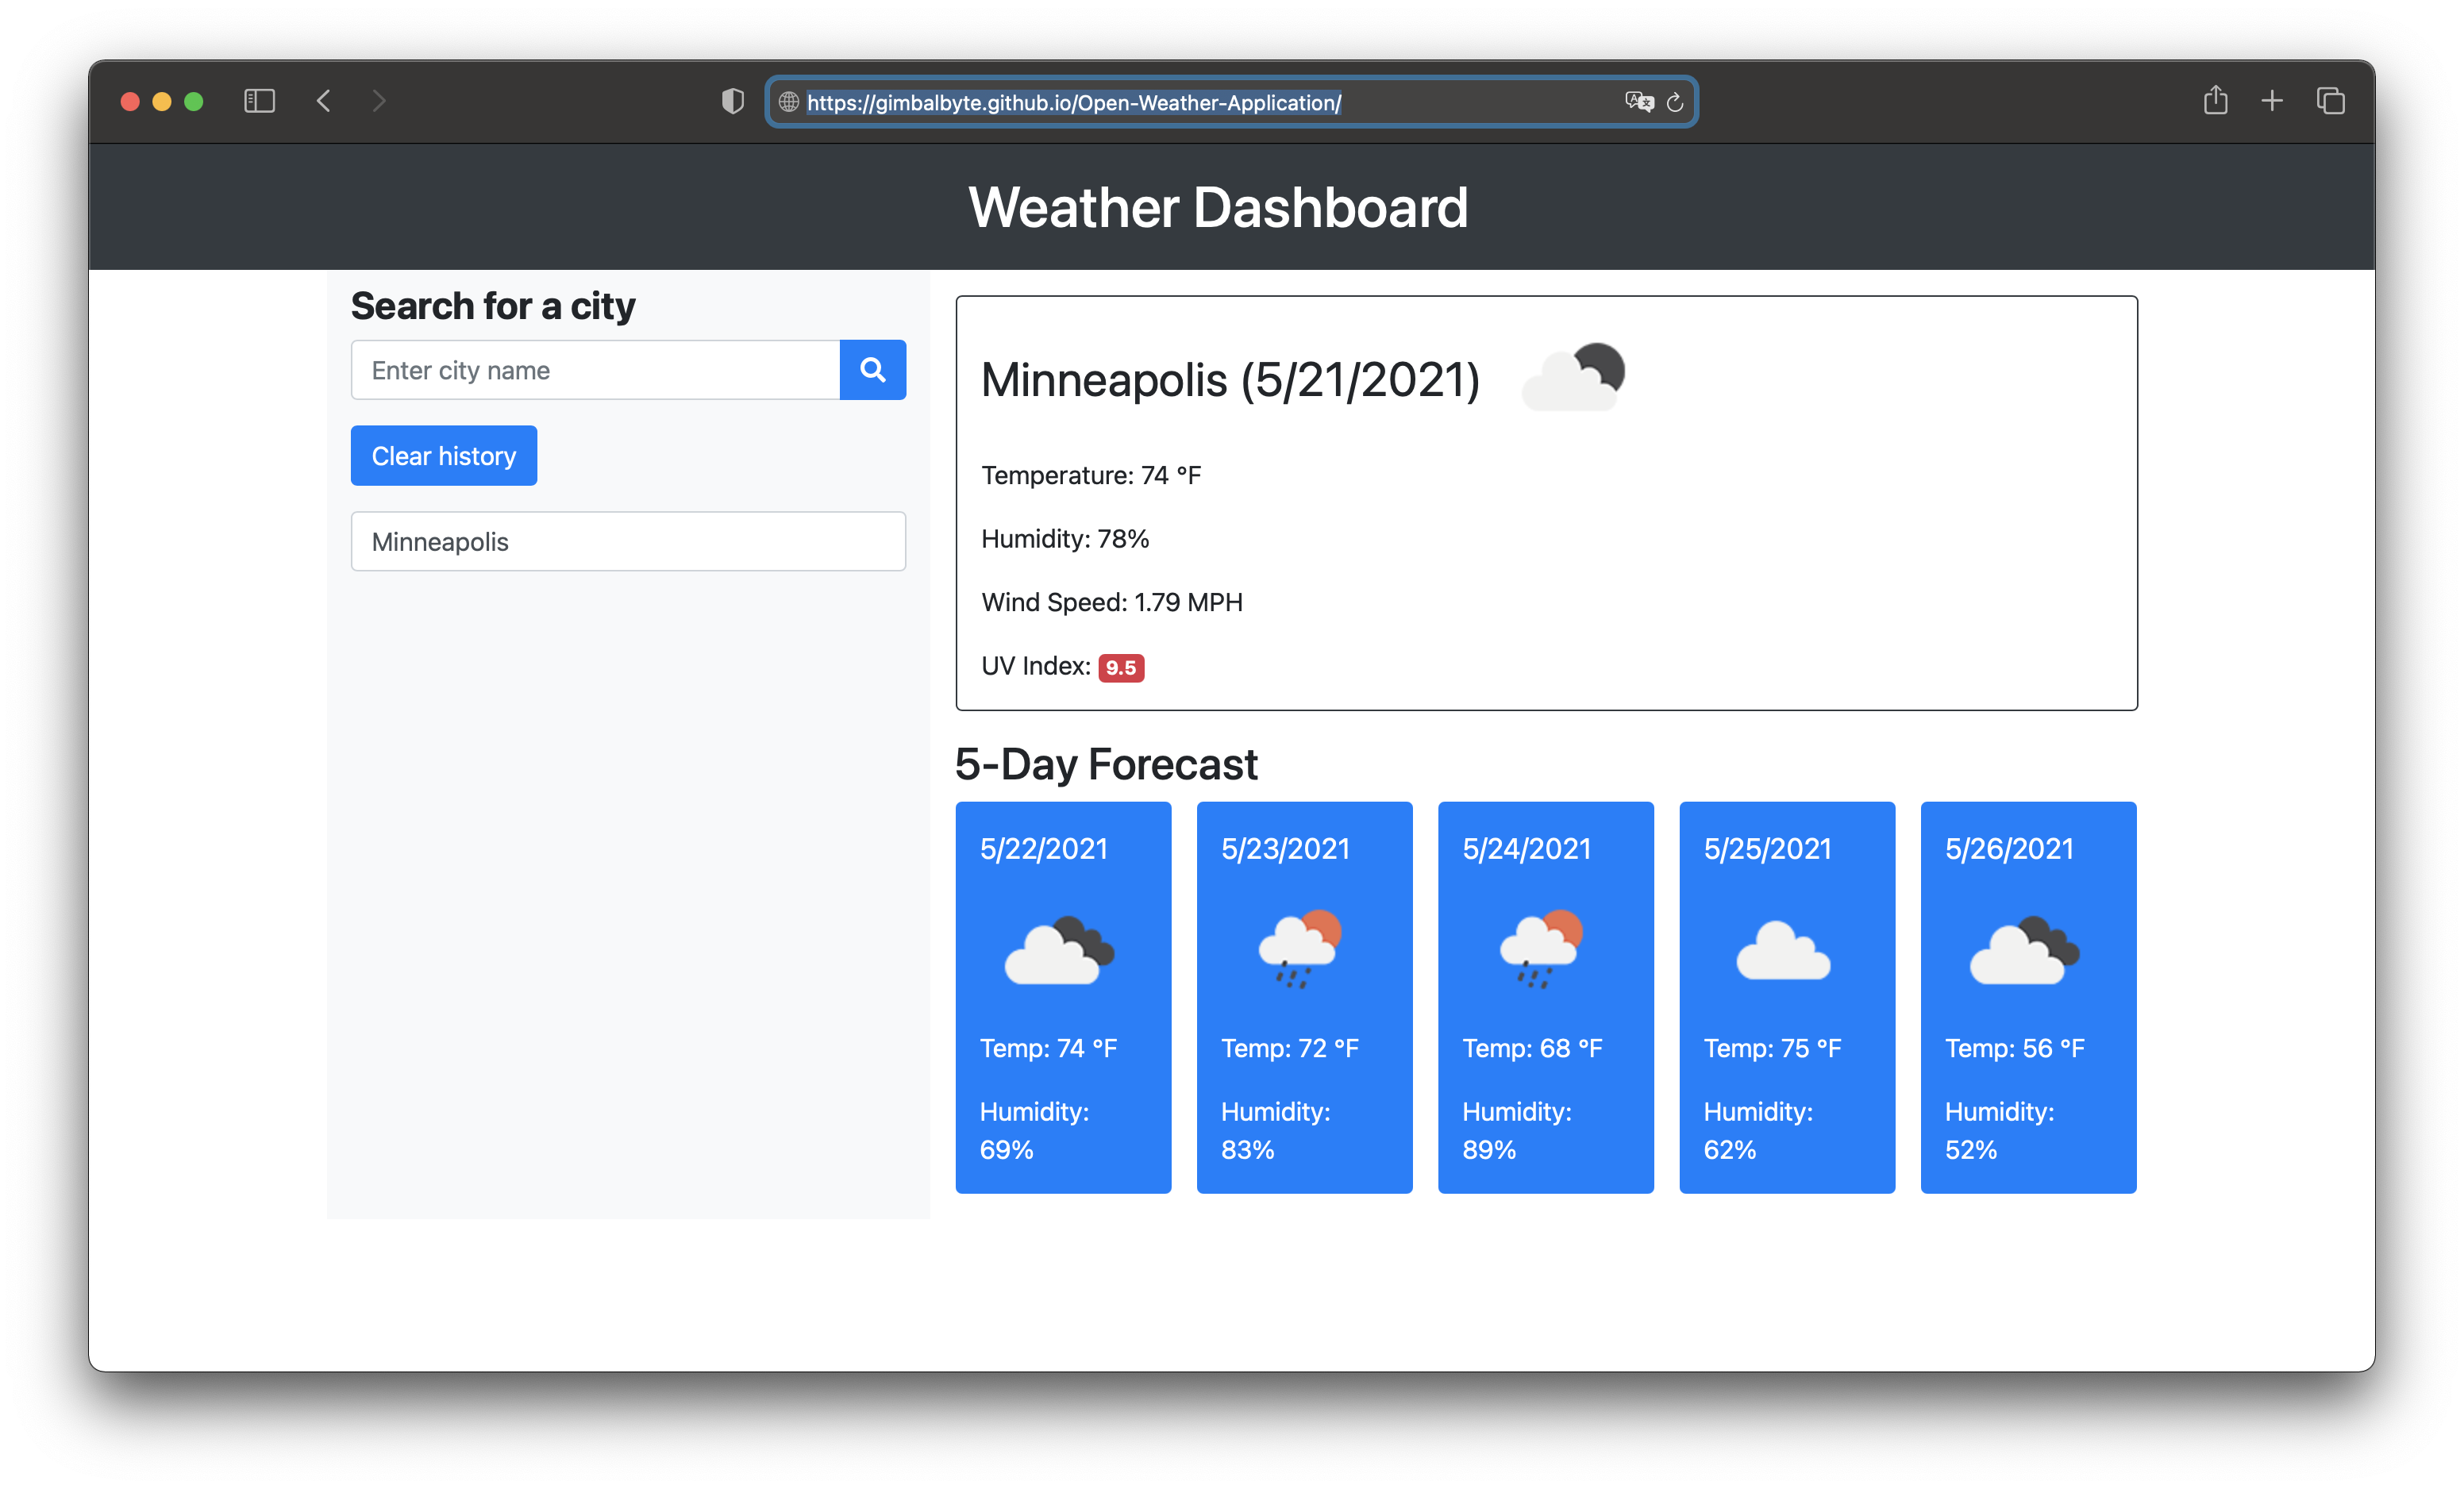 https://gimbalbyte.github.io/Open-Weather-Application/
Weather Dashboard
Search for a city
Enter city name
Clear history
Minneapolis
Minneapolis (5/21/2021)
Temperature: 74 °F
Humidity: 78%
Wind Speed: 1.79 MPH
UV Index: 9.5
5-Day Forecast
5/22/2021
Temp: 74 °F
Humidity:
69%
5/23/2021
Temp: 72 °F
Humidity:
83%
5/24/2021
Temp: 68 °F
Humidity:
89%
5/25/2021
Temp: 75 °F
Humidity:
62%
5/26/2021
Temp: 56 °F
Humidity:
52%